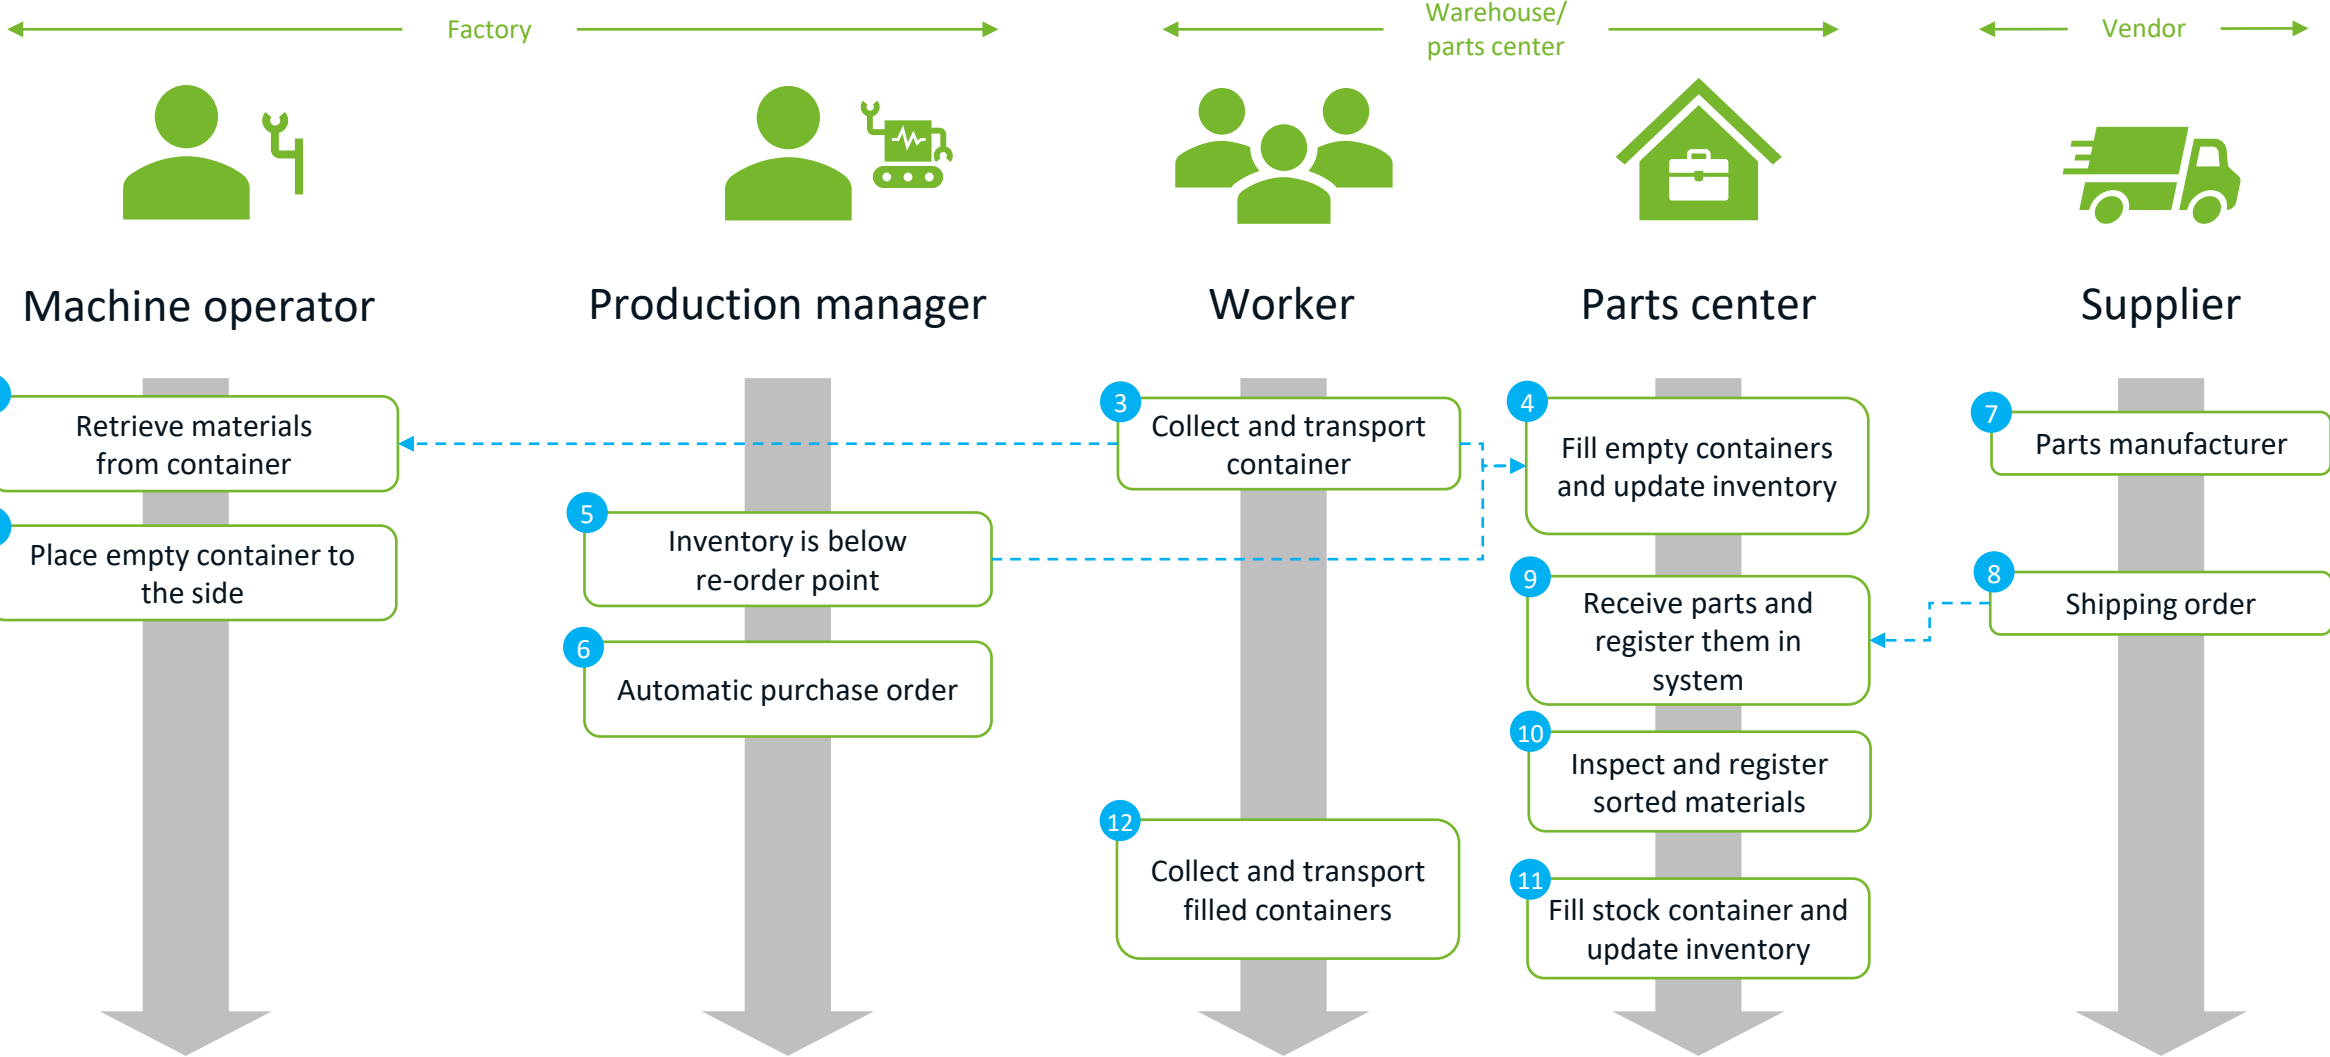 Factory
Warehouse/
parts center
Vendor
Machine operator
Production manager
Worker
Parts center
Supplier
Retrieve materials
from container
Place empty container to
the side
5
Inventory is below
re-order point
6
Automatic purchase order
3
Collect and transport
container
12
Collect and transport
filled containers
4
Fill empty containers
and update inventory
9
Receive parts and
register them in
system
10
Inspect and register
sorted materials
11
Fill stock container and
update inventory
7
Parts manufacturer
8
Shipping order